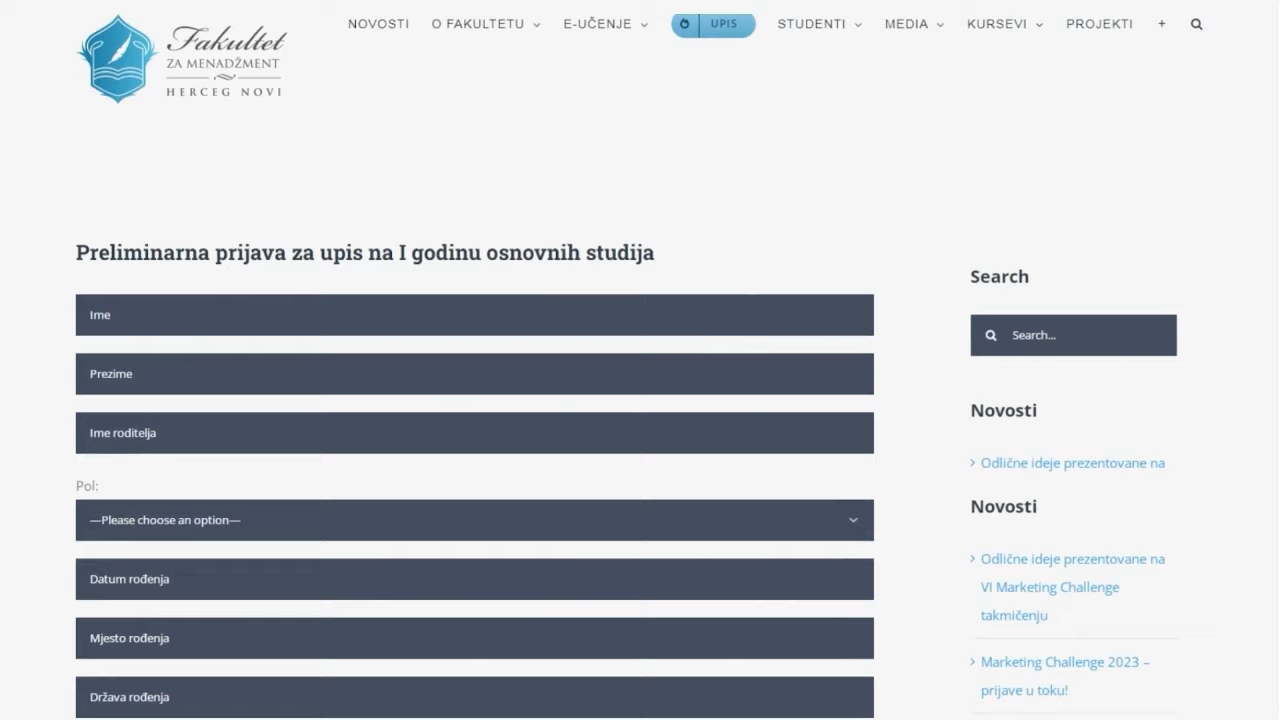 Fakultet
ZA MENADŽMENT
HERCEG NOVI
NOVOSTI O FAKULTETU E-UČENJE UPIS STUDENTI MEDIA KURSEVI PROJEKTI +
Preliminarna prijava za upis na I godinu osnovnih studija
Ime
Prezime
Ime roditelja
Pol:
—Please choose an option—
Datum rođenja
Mjesto rođenja
Država rođenja
Search
Search...
Novosti
Odlične ideje prezentovane na
Novosti
Odlične ideje prezentovane na
VI Marketing Challenge
takmičenju
Marketing Challenge 2023 –
prijave u toku!